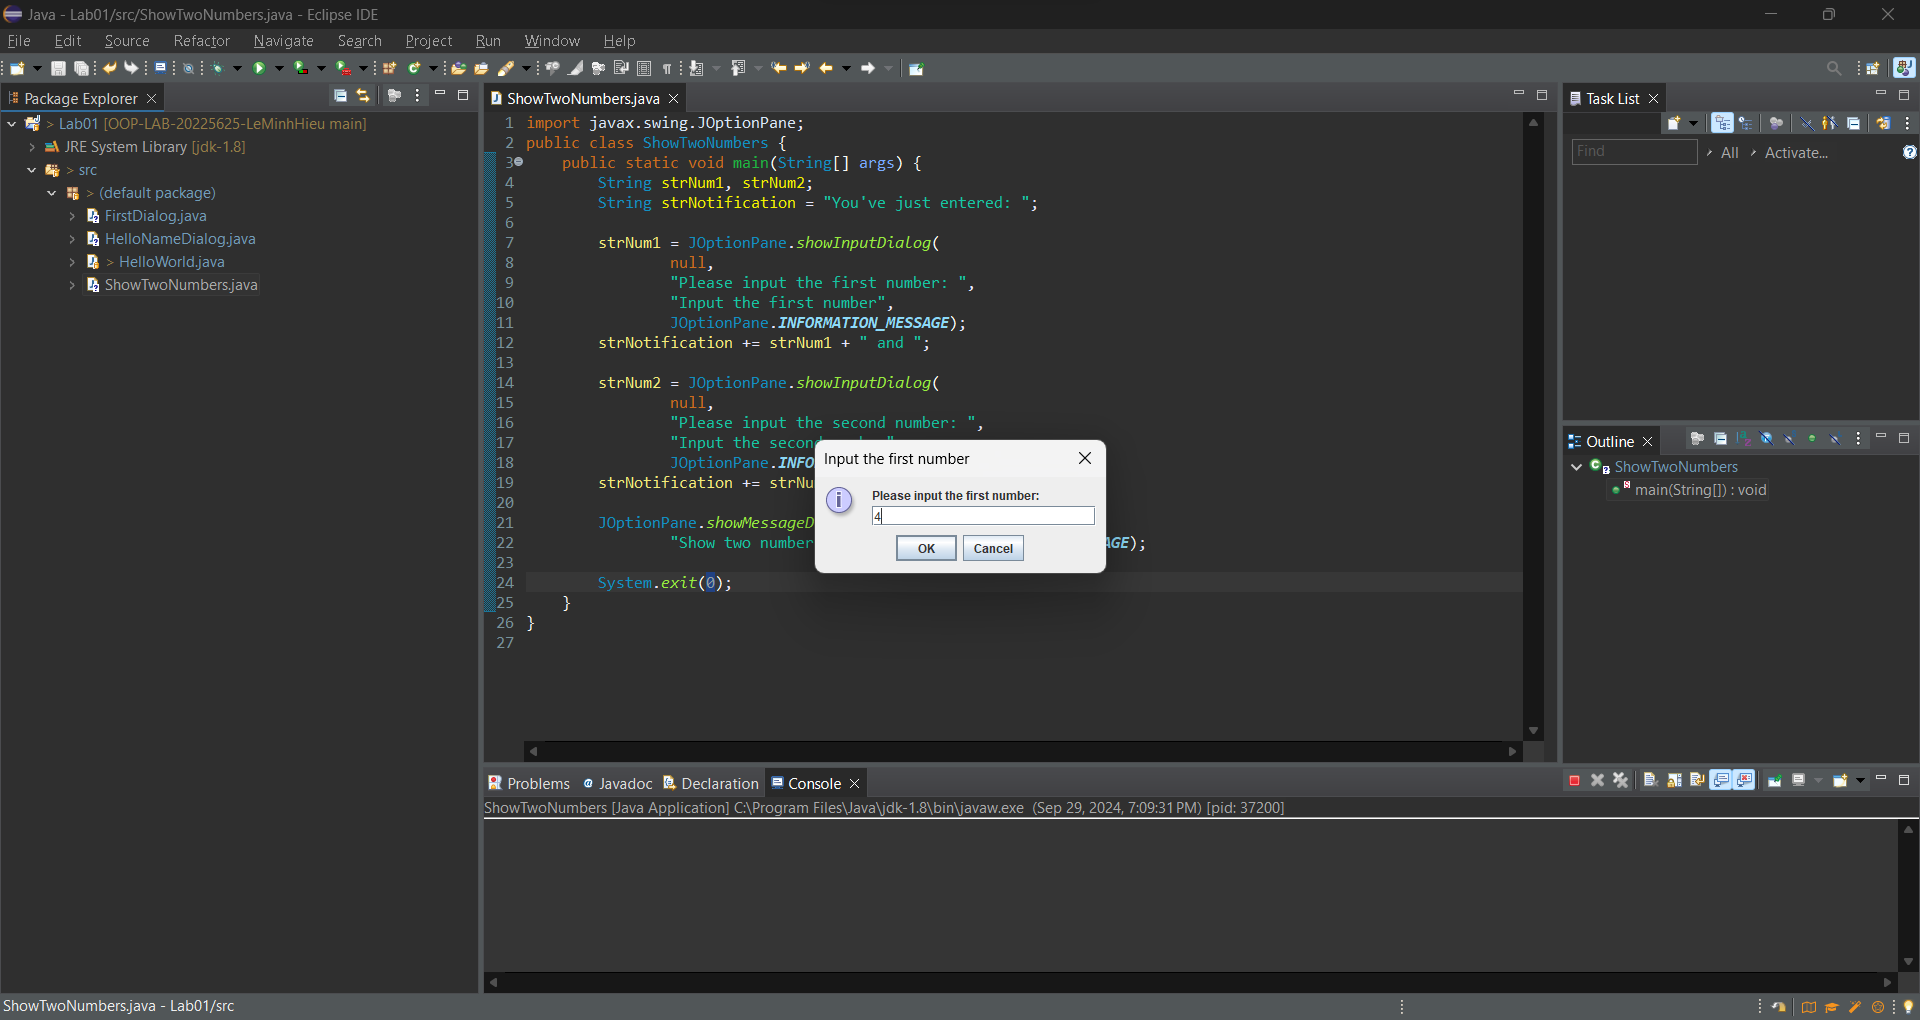 Java - Lab01/src/ShowTwoNumbers.java - Eclipse IDE
File Edit Source Refactor Navigate Search Project Run Window Help
Package Explorer
> Lab01 [OOP-LAB-20225625-LeMinhHieu main]
JRE System Library [jdk-1.8]
> src
> (default package)
FirstDialog.java
HelloNameDialog.java
> HelloWorld.java
ShowTwoNumbers.java
ShowTwoNumbers.java
1 import javax.swing.JOptionPane;
2 public class ShowTwoNumbers {
3 public static void main(String[] args) {
4 String strNum1, strNum2;
5 String strNotification = "You've just entered: ";
6
7 strNum1 = JOptionPane.showInputDialog(
8 null,
9 "Please input the first number: ",
10 "Input the first number",
11 JOptionPane.INFORMATION_MESSAGE);
12 strNotification += strNum1 + " and ";
13
14 strNum2 = JOptionPane.showInputDialog(
15 null,
16 "Please input the second number: ",
17 "Input the secon
18 JOptionPane.INFO
19 strNotification += strNu
20
21 JOptionPane.showMessageD
22 "Show two number AGE);
23
24 System.exit(0);
25 }
26 }
27
Input the first number
Please input the first number:
4
OK Cancel
Task List
Find All Activate...
Outline
ShowTwoNumbers
S main(String[]) : void
Problems @ Javadoc Declaration Console
ShowTwoNumbers [Java Application] C:\Program Files\Java\jdk-1.8\bin\javaw.exe (Sep 29, 2024, 7:09:31 PM) [pid: 37200]
ShowTwoNumbers.java - Lab01/src